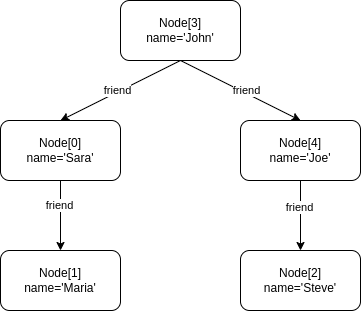 Node[3]
name='John'
friend
friend
Node[0]
name='Sara'
Node[4]
name='Joe'
friend
friend
Node[1]
name='Maria'
Node[2]
name='Steve'